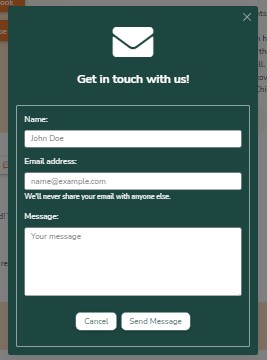 Get in touch with us!
Name:
John Doe
Email address:
name@example.com
We'll never share your email with anyone else.
Message:
Your message
Cancel
Send Message